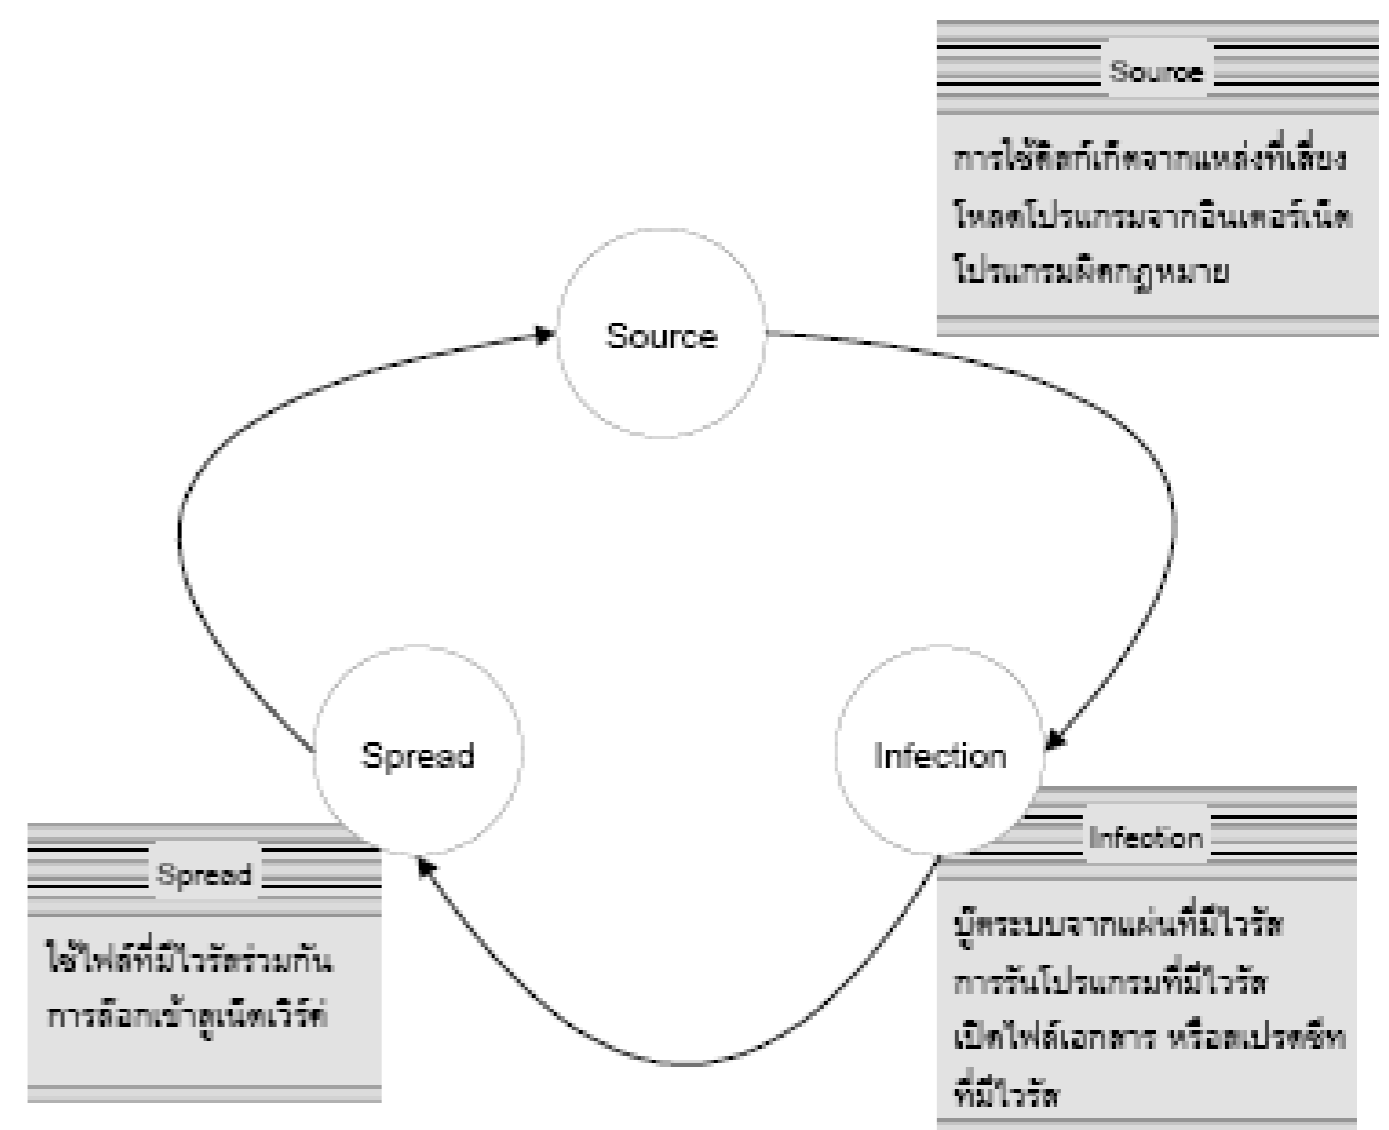 Source
การใช้ดิสก์เก็ตจากแหล่งที่เสี่ยง
โหลดโปรแกรมจากอินเตอร์เน็ต
โปรแกรมผิดกฎหมาย
Source
Spread
Infection
Spread
ใช้ไฟล์ที่มีไวรัสร่วมกัน
การล๊อกเข้าสู่เน็ตเวิร์ค
Infection
บู๊ตระบบจากแผ่นที่มีไวรัส
การรันโปรแกรมที่มีไวรัส
เปิดไฟล์เอกสาร หรือสเปรดชีท
ที่มีไวรัส